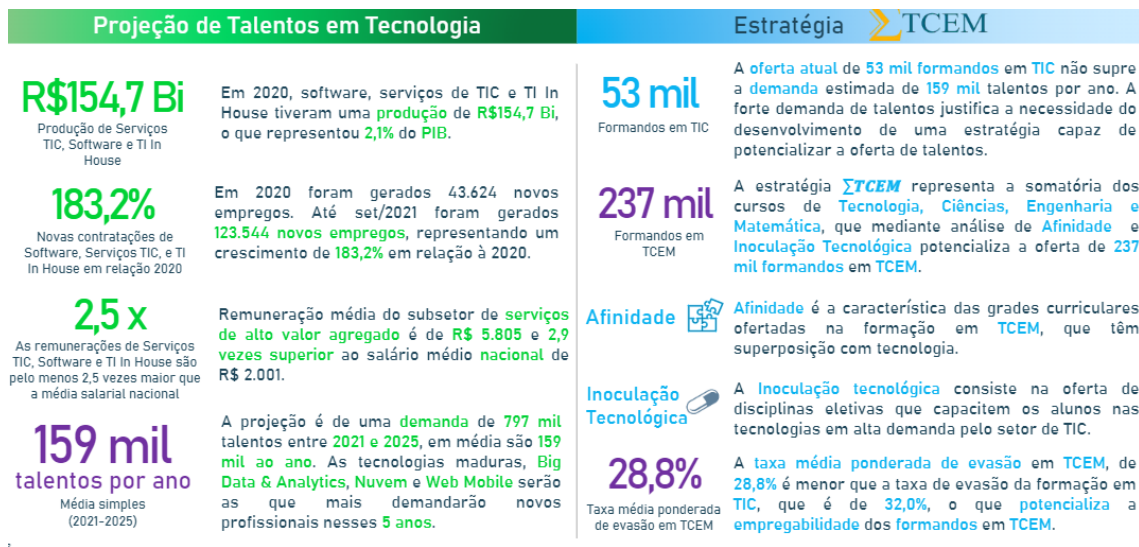 Projeção de Talentos em Tecnologia
R$154,7 Bi
Produção de Serviços
TIC, Software e TI In
House
Em 2020, software, serviços de TIC e TI In
House tiveram uma produção de R$154,7 Bi,
o que representou 2,1% do PIB.
183,2%
Novas contratações de
Software, Serviços TIC, e TI
In House em relação 2020
Em 2020 foram gerados 43.624 novos
empregos. Até set/2021 foram gerados
123.544 novos empregos, representando um
crescimento de 183,2% em relação à 2020.
2,5 x
As remunerações de Serviços
TIC, Software e TI In House são
pelo menos 2,5 vezes maior que
a média salarial nacional
Remuneração média do subsetor de serviços
de alto valor agregado é de R$ 5.805 e 2,9
vezes superior ao salário médio nacional de
R$ 2.001.
159 mil
talentos por ano
Média simples
(2021-2025)
A projeção é de uma demanda de 797 mil
talentos entre 2021 e 2025, em média são 159
mil ao ano. As tecnologias maduras, Big
Data & Analytics, Nuvem e Web Mobile serão
as que mais demandarão novos
profissionais nesses 5 anos.
Estratégia ∑TCEM
53 mil
Formandos em TIC
A oferta atual de 53 mil formandos em TIC não supre
a demanda estimada de 159 mil talentos por ano. A
forte demanda de talentos justifica a necessidade do
desenvolvimento de uma estratégia capaz de
potencializar a oferta de talentos.
237 mil
Formandos em
TCEM
A estratégia ∑TCEM representa a somatória dos
cursos de Tecnologia, Ciências, Engenharia e
Matemática, que mediante análise de Afinidade e
Inoculação Tecnológica potencializa a oferta de 237
mil formandos em TCEM.
Afinidade
Afinidade é a característica das grades curriculares
ofertadas na formação em TCEM, que têm
superposição com tecnologia.
Inoculação
Tecnológica
A Inoculação tecnológica consiste na oferta de
disciplinas eletivas que capacitem os alunos nas
tecnologias em alta demanda pelo setor de TIC.
28,8%
Taxa média ponderada
de evasão em TCEM
A taxa média ponderada de evasão em TCEM, de
28,8% é menor que a taxa de evasão da formação em
TIC, que é de 32,0%, o que potencializa a
empregabilidade dos formandos em TCEM.